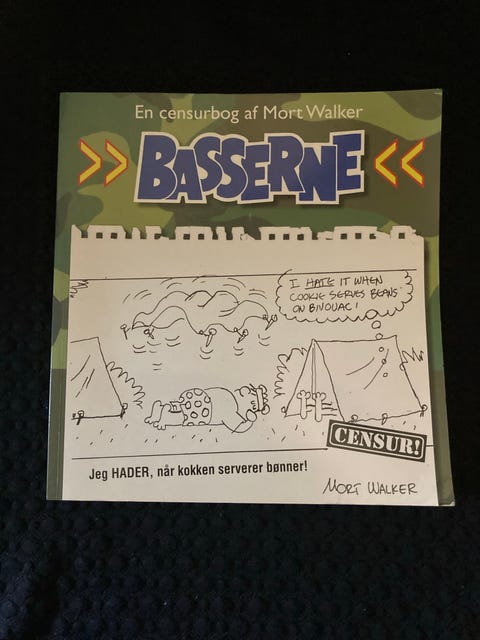 En censurbog af Mort Walker
BASSERNE
I HATE IT WHEN
COOKIE SERVES BEANS
ON BIVOUAC!
CENSUR!
Jeg HADER, når kokken serverer bønner!
MORT WALKER